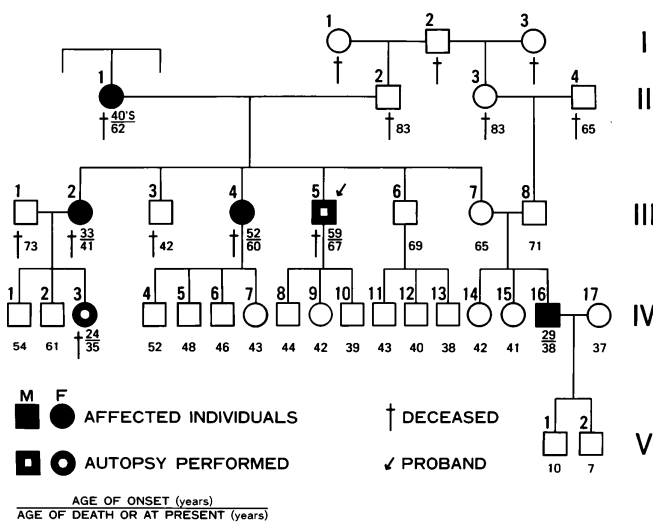 1 2 3 I
† † †
1 2 3 4 II
† 40'S † 83 † 83 † 65
62
1 2 3 4 5 6 7 8 III
† 73 † 33 † 42 † 52 † 59 69 65 71
41 60 67
1 2 3 4 5 6 7 8 9 10 11 12 13 14 15 16 17 IV
54 61 † 24 52 48 46 43 44 42 39 43 40 38 42 41 29 37
35 38
M F
AFFECTED INDIVIDUALS † DECEASED
1 2 V
AUTOPSY PERFORMED PROBAND
10 7
AGE OF ONSET (years)
AGE OF DEATH OR AT PRESENT (years)